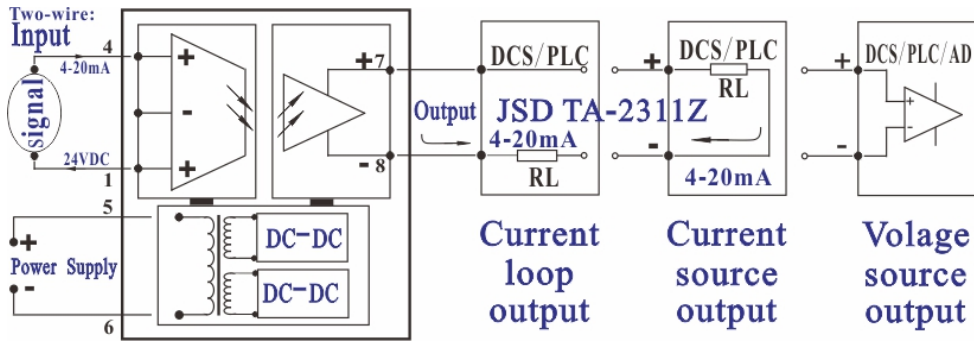 Two-wire:
Input
4
4-20mA
+
-
+
signal
24VDC
1
5
+
Power Supply
-
6
+7
- 8
DC-DC
DC-DC
Output
JSD TA-2311Z
DCS/PLC
4-20mA
RL
Current
loop
output
+
DCS/PLC
RL
-
4-20mA
Current
source
output
+
DCS/PLC/AD
+
-
-
Volage
source
output